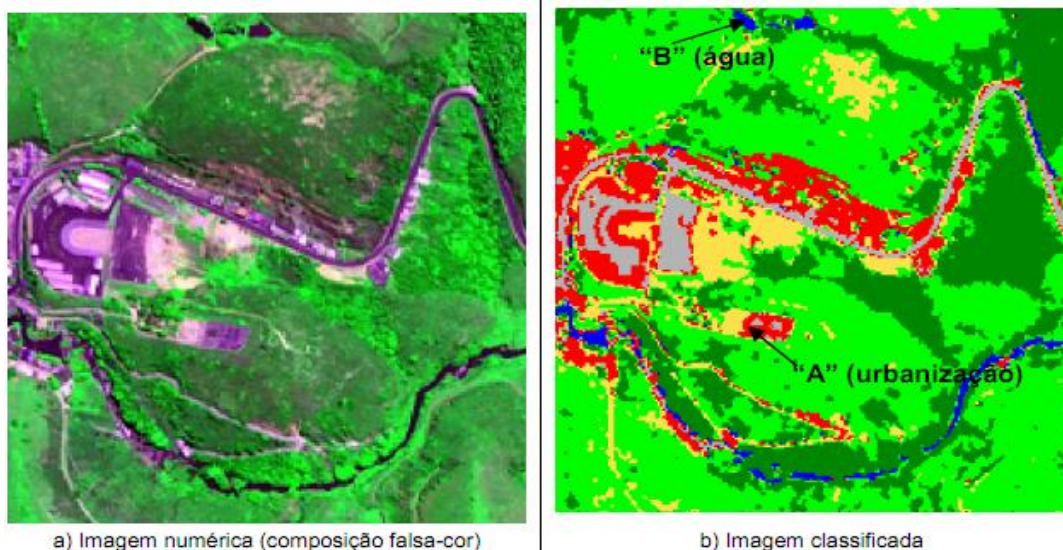 "B" (água)
"A" (urbanização)
a) Imagem numérica (composição falsa-cor)
b) Imagem classificada